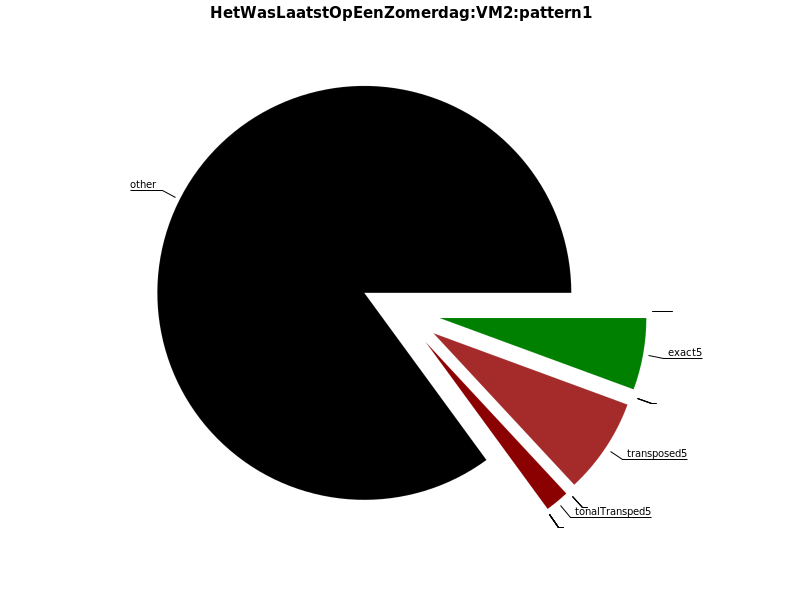 HetWasLaatstOpEenZomerdag:VM2:pattern1
other
exact5
transposed5
tonalTransped5